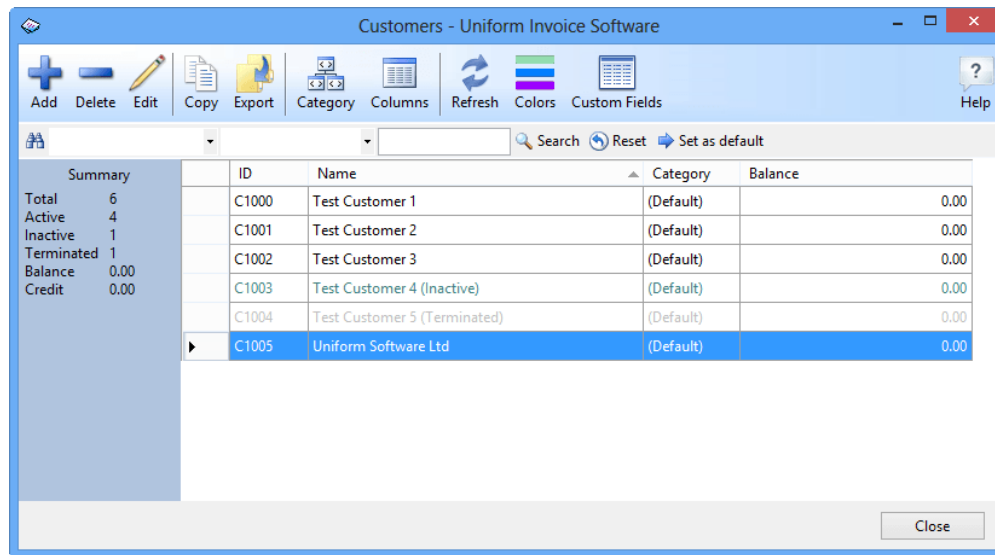 Customers - Uniform Invoice Software
Add Delete Edit Copy Export Category Columns Refresh Colors Custom Fields Help
Search Reset Set as default
Summary
Total 6
Active 4
Inactive 1
Terminated 1
Balance 0.00
Credit 0.00
ID Name Category Balance
C1000 Test Customer 1 (Default) 0.00
C1001 Test Customer 2 (Default) 0.00
C1002 Test Customer 3 (Default) 0.00
C1003 Test Customer 4 (Inactive) (Default) 0.00
C1004 Test Customer 5 (Terminated) (Default) 0.00
C1005 Uniform Software Ltd (Default) 0.00
Close